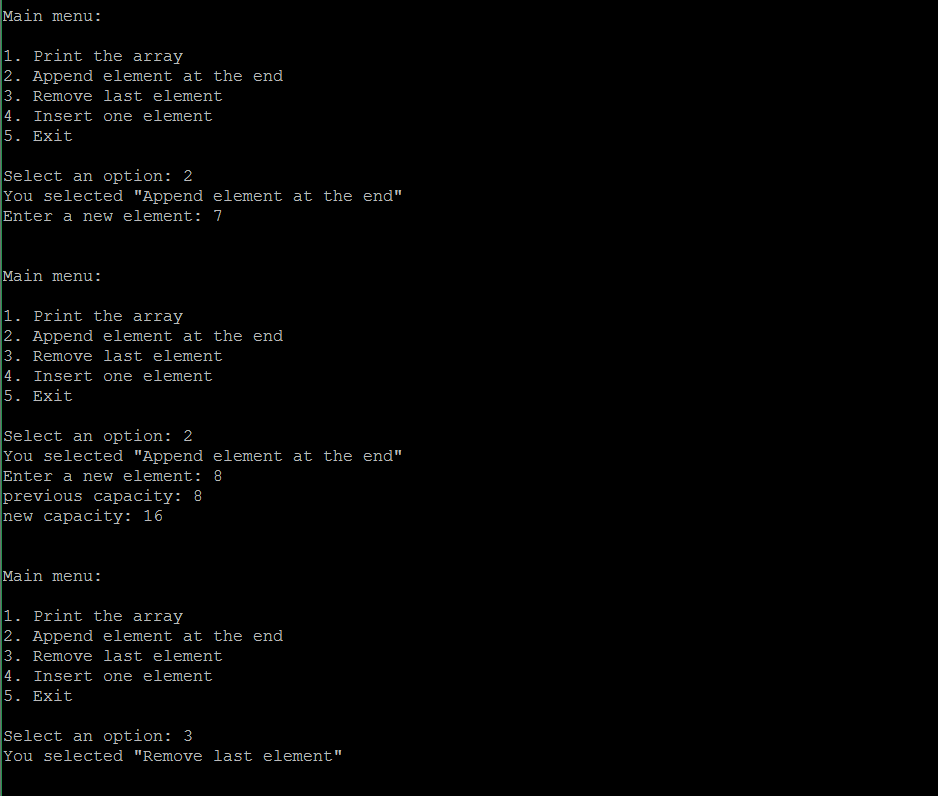 Main menu:
1. Print the array
2. Append element at the end
3. Remove last element
4. Insert one element
5. Exit
Select an option: 2
You selected "Append element at the end"
Enter a new element: 7
Main menu:
1. Print the array
2. Append element at the end
3. Remove last element
4. Insert one element
5. Exit
Select an option: 2
You selected "Append element at the end"
Enter a new element: 8
previous capacity: 8
new capacity: 16
Main menu:
1. Print the array
2. Append element at the end
3. Remove last element
4. Insert one element
5. Exit
Select an option: 3
You selected "Remove last element"